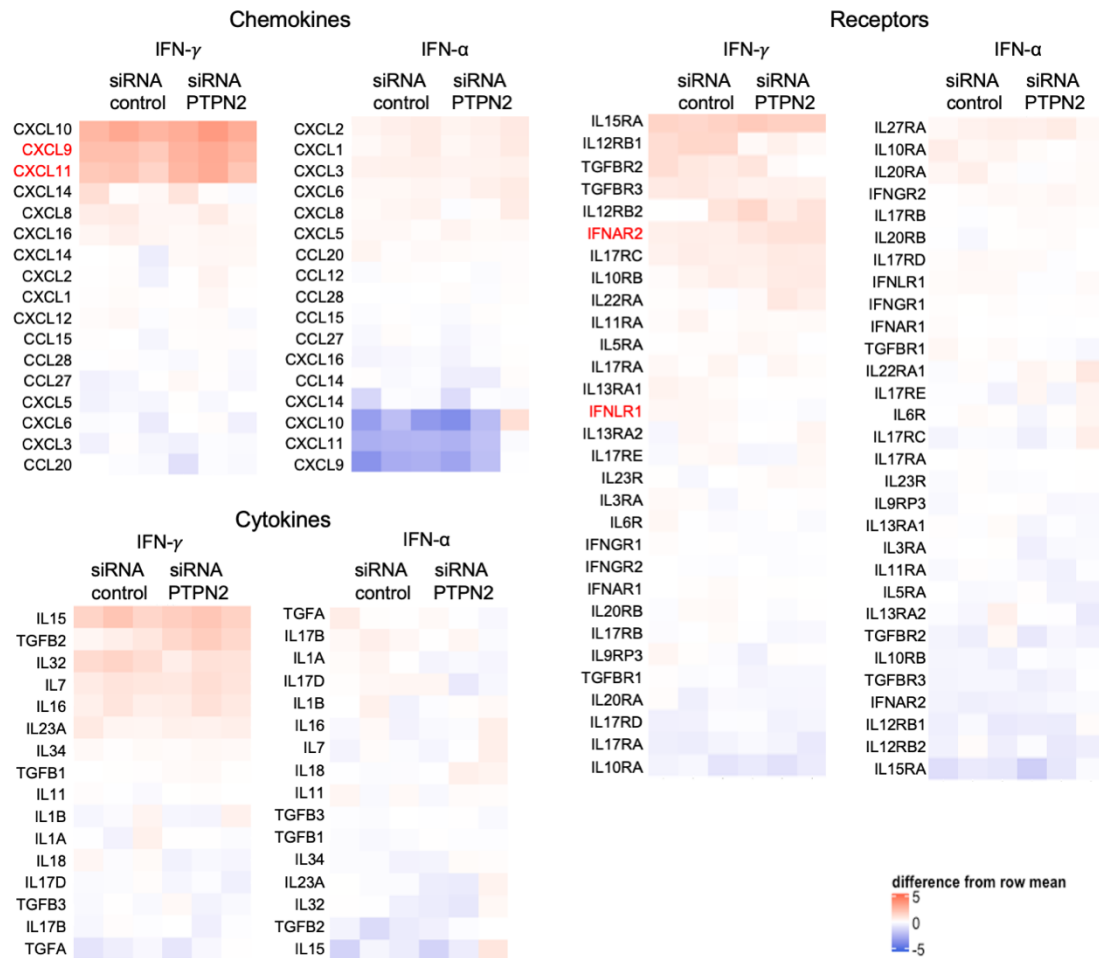 Chemokines
IFN-γ
IFN-α
siRNA control
siRNA PTPN2
siRNA control
siRNA PTPN2
CXCL10
CXCL9
CXCL11
CXCL14
CXCL8
CXCL16
CXCL14
CXCL2
CXCL1
CXCL12
CCL15
CCL28
CCL27
CXCL5
CXCL6
CXCL3
CCL20
CXCL2
CXCL1
CXCL3
CXCL6
CXCL8
CXCL5
CCL20
CCL12
CCL28
CCL15
CCL27
CXCL16
CCL14
CXCL14
CXCL10
CXCL11
CXCL9
Cytokines
IFN-γ
IFN-α
siRNA control
siRNA PTPN2
siRNA control
siRNA PTPN2
IL15
TGFB2
IL32
IL7
IL16
IL23A
IL34
TGFB1
IL11
IL1B
IL1A
IL18
IL17D
TGFB3
IL17B
TGFA
TGFA
IL17B
IL1A
IL17D
IL1B
IL16
IL7
IL18
IL11
TGFB3
TGFB1
IL34
IL23A
IL32
TGFB2
IL15
Receptors
IFN-γ
IFN-α
siRNA control
siRNA PTPN2
siRNA control
siRNA PTPN2
IL15RA
IL12RB1
TGFBR2
TGFBR3
IL12RB2
IFNAR2
IL17RC
IL10RB
IL22RA
IL11RA
IL5RA
IL17RA
IL13RA1
IFNLR1
IL13RA2
IL17RE
IL23R
IL3RA
IL6R
IFNGR1
IFNGR2
IFNAR1
IL20RB
IL17RB
IL9RP3
TGFBR1
IL20RA
IL17RD
IL17RA
IL10RA
IL27RA
IL10RA
IL20RA
IFNGR2
IL17RB
IL20RB
IL17RD
IFNLR1
IFNGR1
IFNAR1
TGFBR1
IL22RA1
IL17RE
IL6R
IL17RC
IL17RA
IL23R
IL9RP3
IL13RA1
IL3RA
IL11RA
IL5RA
IL13RA2
TGFBR2
IL10RB
TGFBR3
IFNAR2
IL12RB1
IL12RB2
IL15RA
difference from row mean
5
0
-5